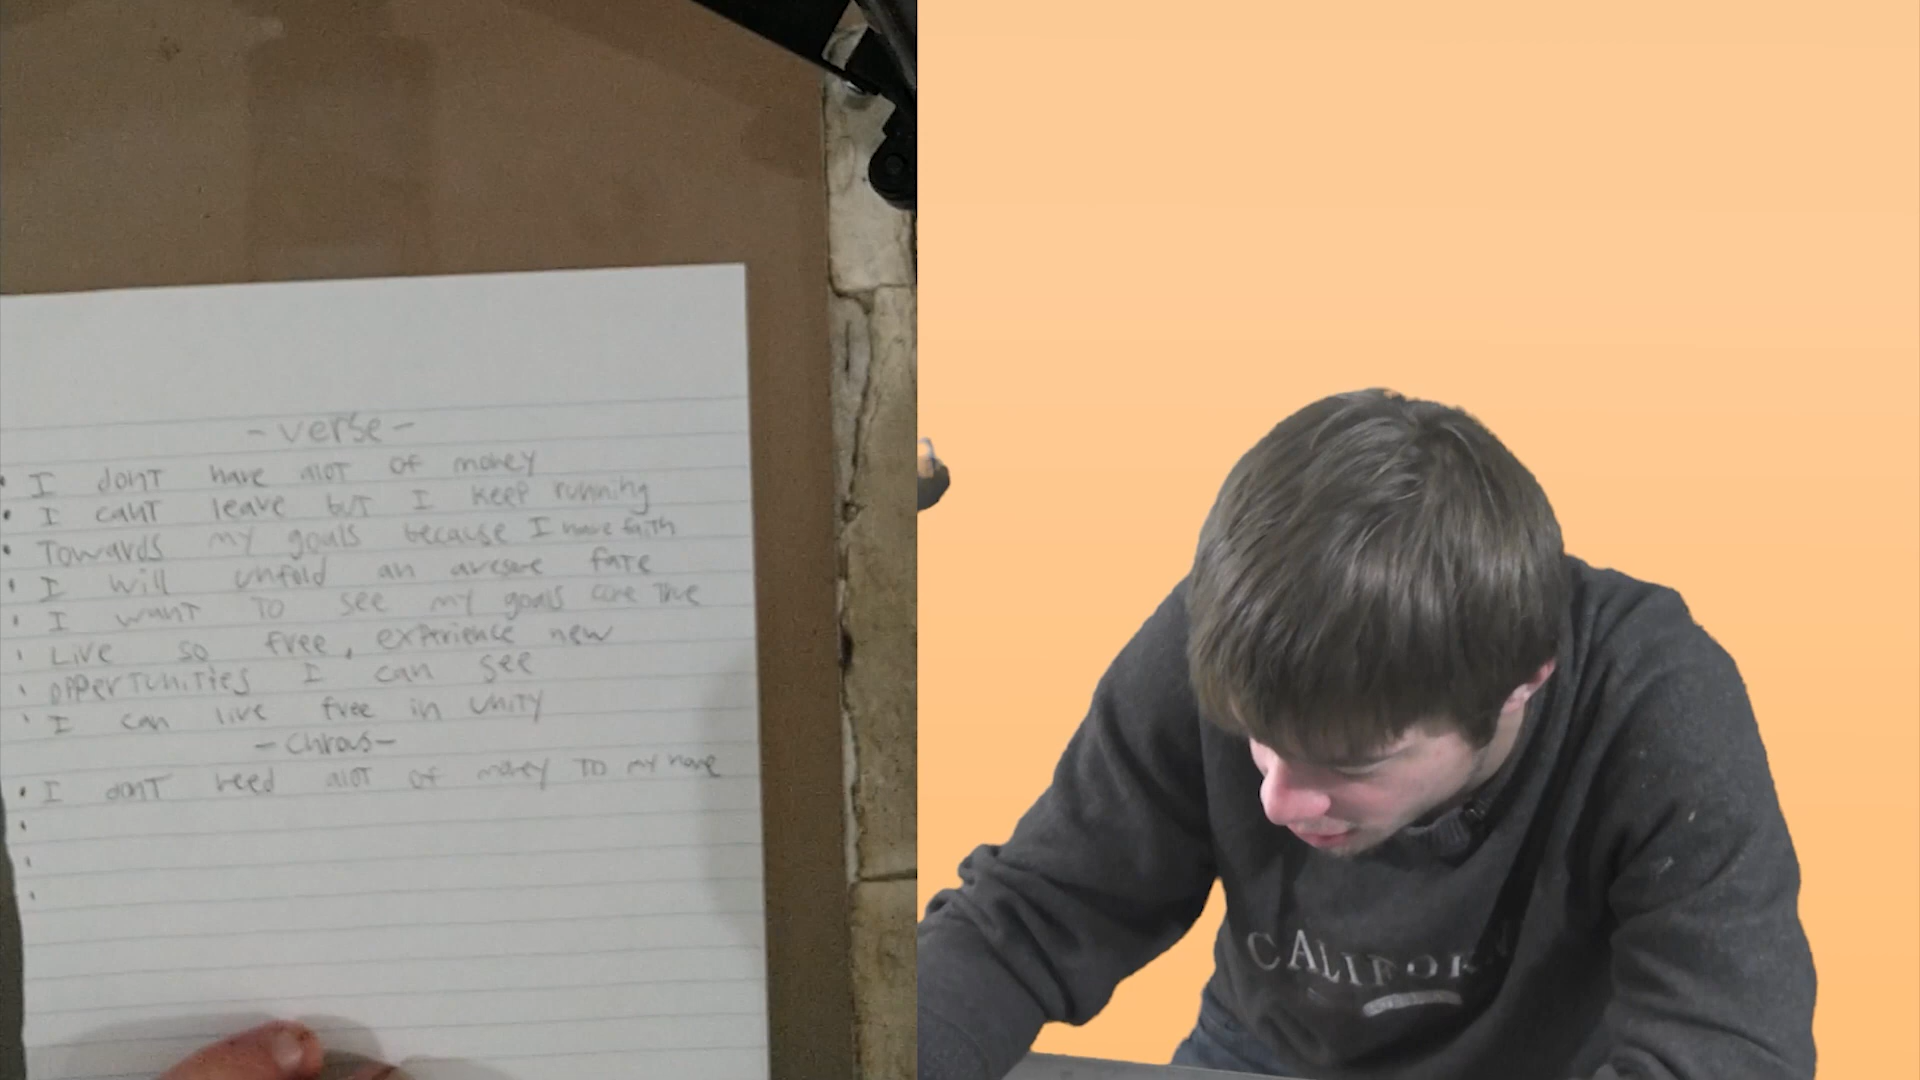 - verse -
• I dont have alot of money
• I cant leave but I keep running
• Towards my goals because I have faith
• I will unfold an awesome fate
• I want to see my goals come true
• Live so free, experience new
• oppertunities I can see
• I can live free in unity
- chrous -
• I dont need alot of money to my name
CALIFOR